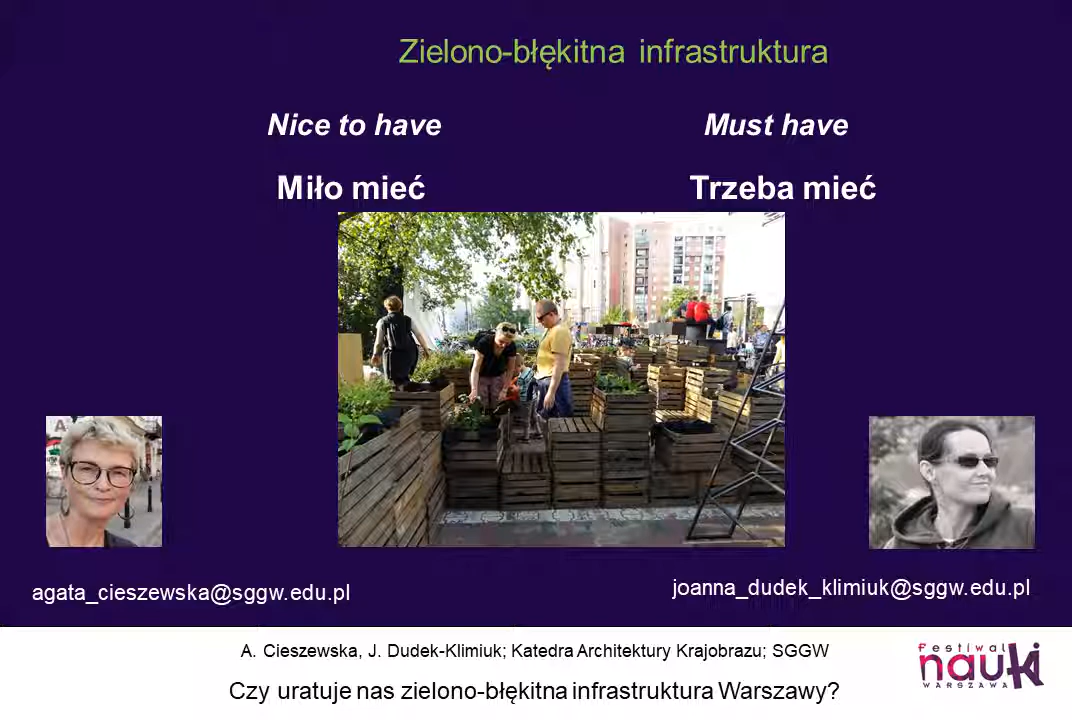 Zielono-błękitna infrastruktura
Nice to have
Must have
Miło mieć
Trzeba mieć
agata_cieszewska@sggw.edu.pl
joanna_dudek_klimiuk@sggw.edu.pl
A. Cieszewska, J. Dudek-Klimiuk; Katedra Architektury Krajobrazu; SGGW
Czy uratuje nas zielono-błękitna infrastruktura Warszawy?
festiwal
nauki
WARSZAWA